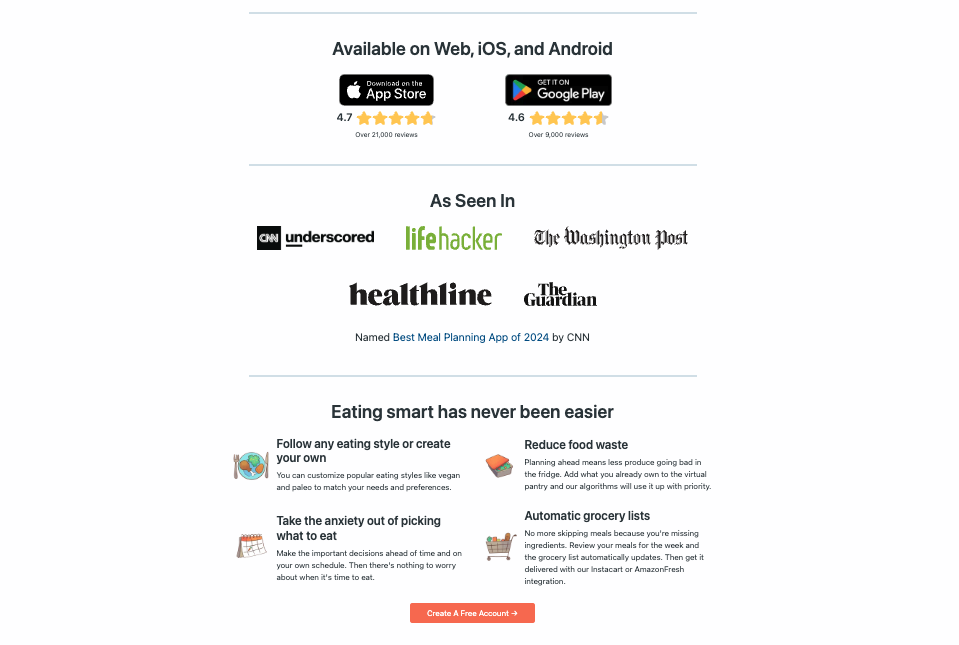 Available on Web, iOS, and Android
Download on the
App Store
GET IT ON
Google Play
4.7
4.6
Over 21,000 reviews
Over 9,000 reviews
As Seen In
CNN underscored
lifehacker
The Washington Post
healthline
The Guardian
Named Best Meal Planning App of 2024 by CNN
Eating smart has never been easier
Follow any eating style or create
your own
You can customize popular eating styles like vegan
and paleo to match your needs and preferences.
Reduce food waste
Planning ahead means less produce going bad in
the fridge. Add what you already own to the virtual
pantry and our algorithms will use it up with priority.
Take the anxiety out of picking
what to eat
Make the important decisions ahead of time and on
your own schedule. Then there's nothing to worry
about when it's time to eat.
Automatic grocery lists
No more skipping meals because you're missing
ingredients. Review your meals for the week and
the grocery list automatically updates. Then get it
delivered with our Instacart or AmazonFresh
integration.
Create A Free Account →